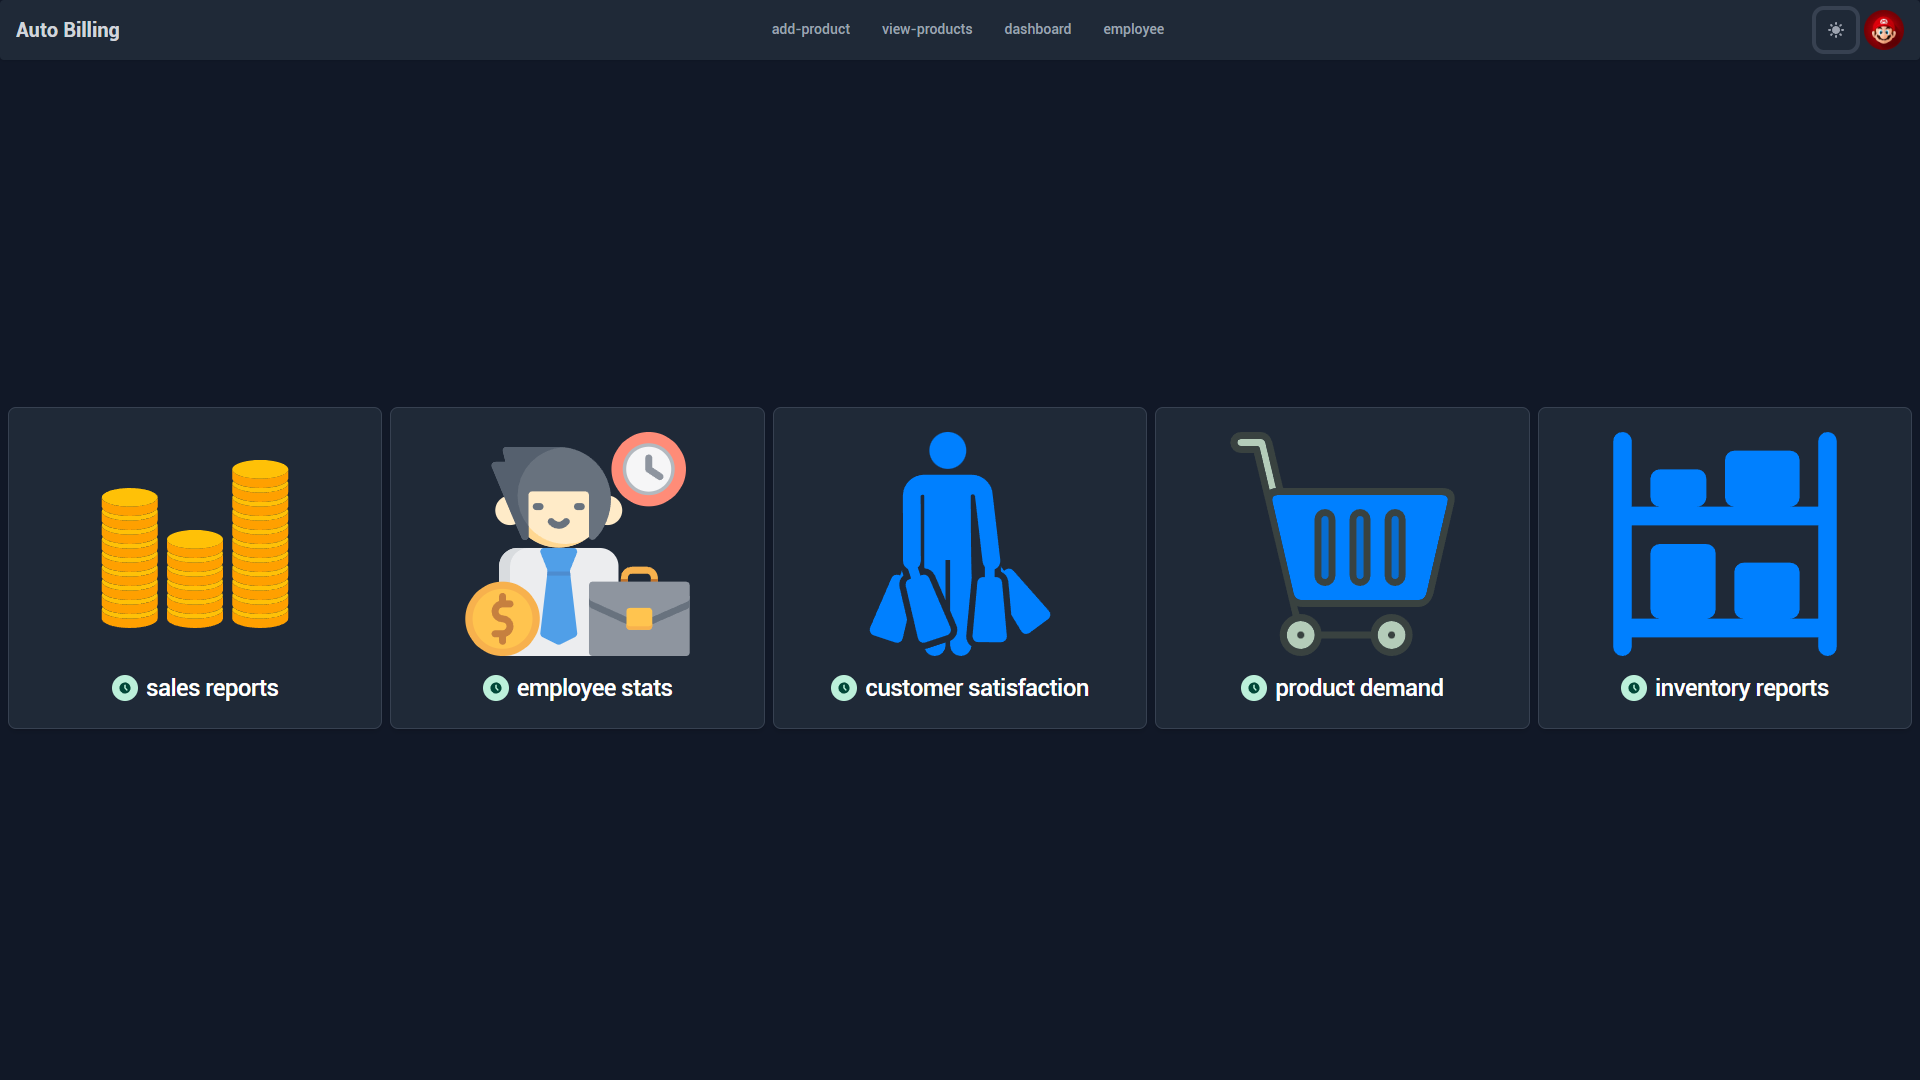 Auto Billing
add-product view-products dashboard employee
sales reports
employee stats
customer satisfaction
product demand
inventory reports